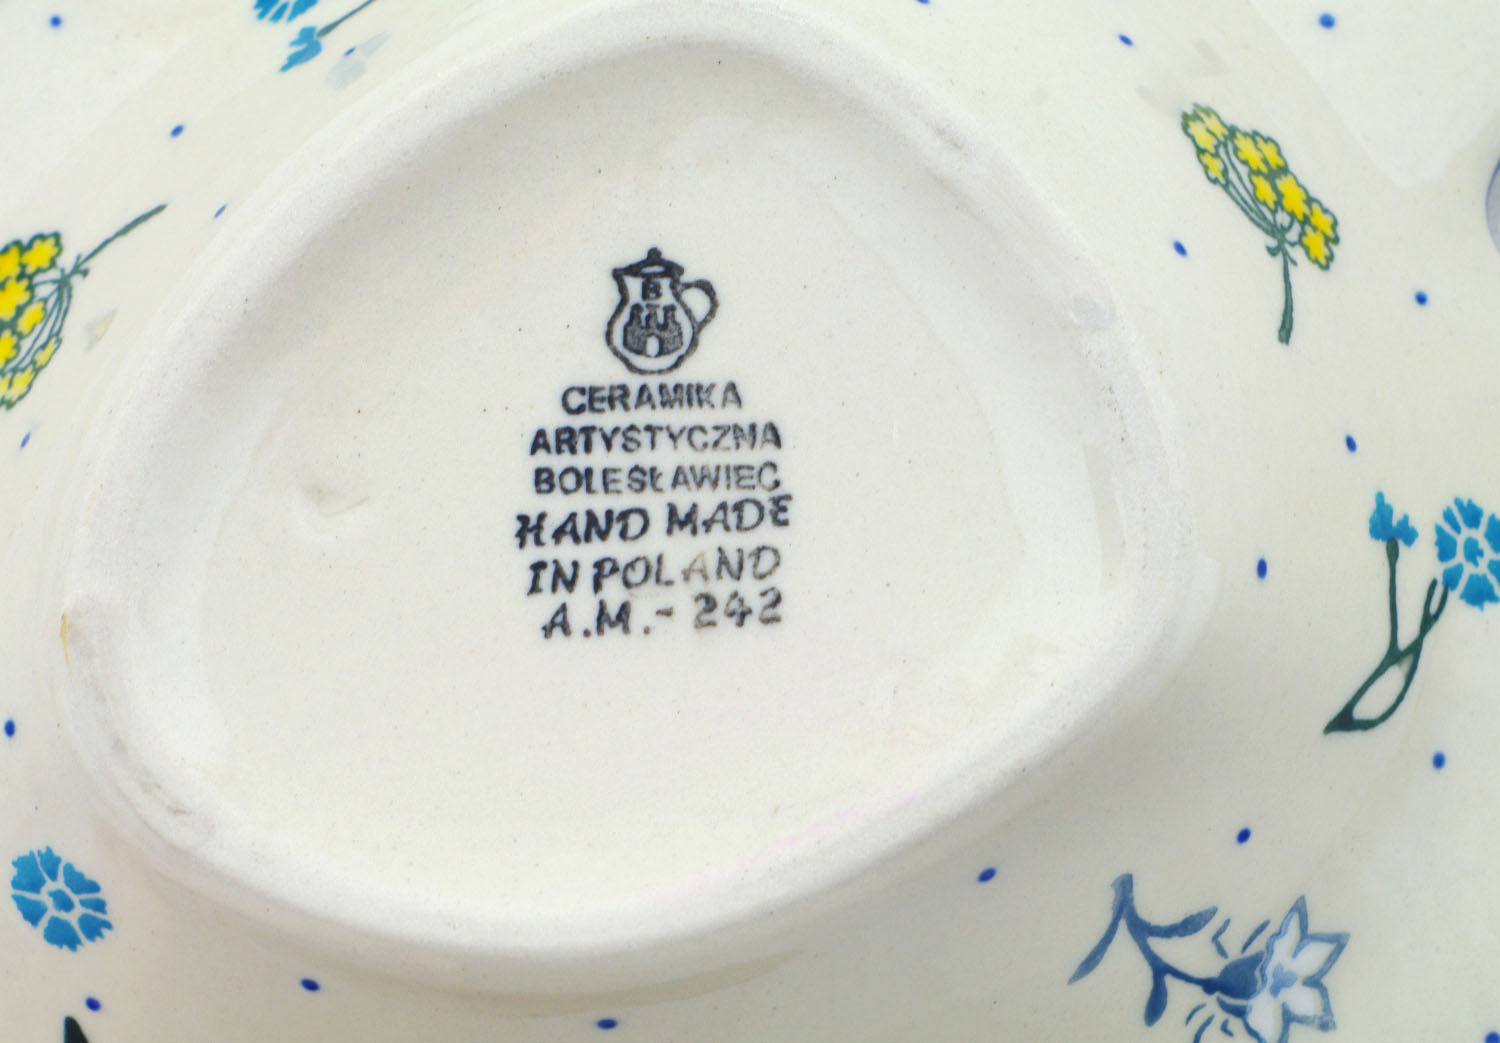 B
CERAMIKA
ARTYSTYCZNA
BOLESŁAWIEC
HAND MADE
IN POLAND
A.M.- 242